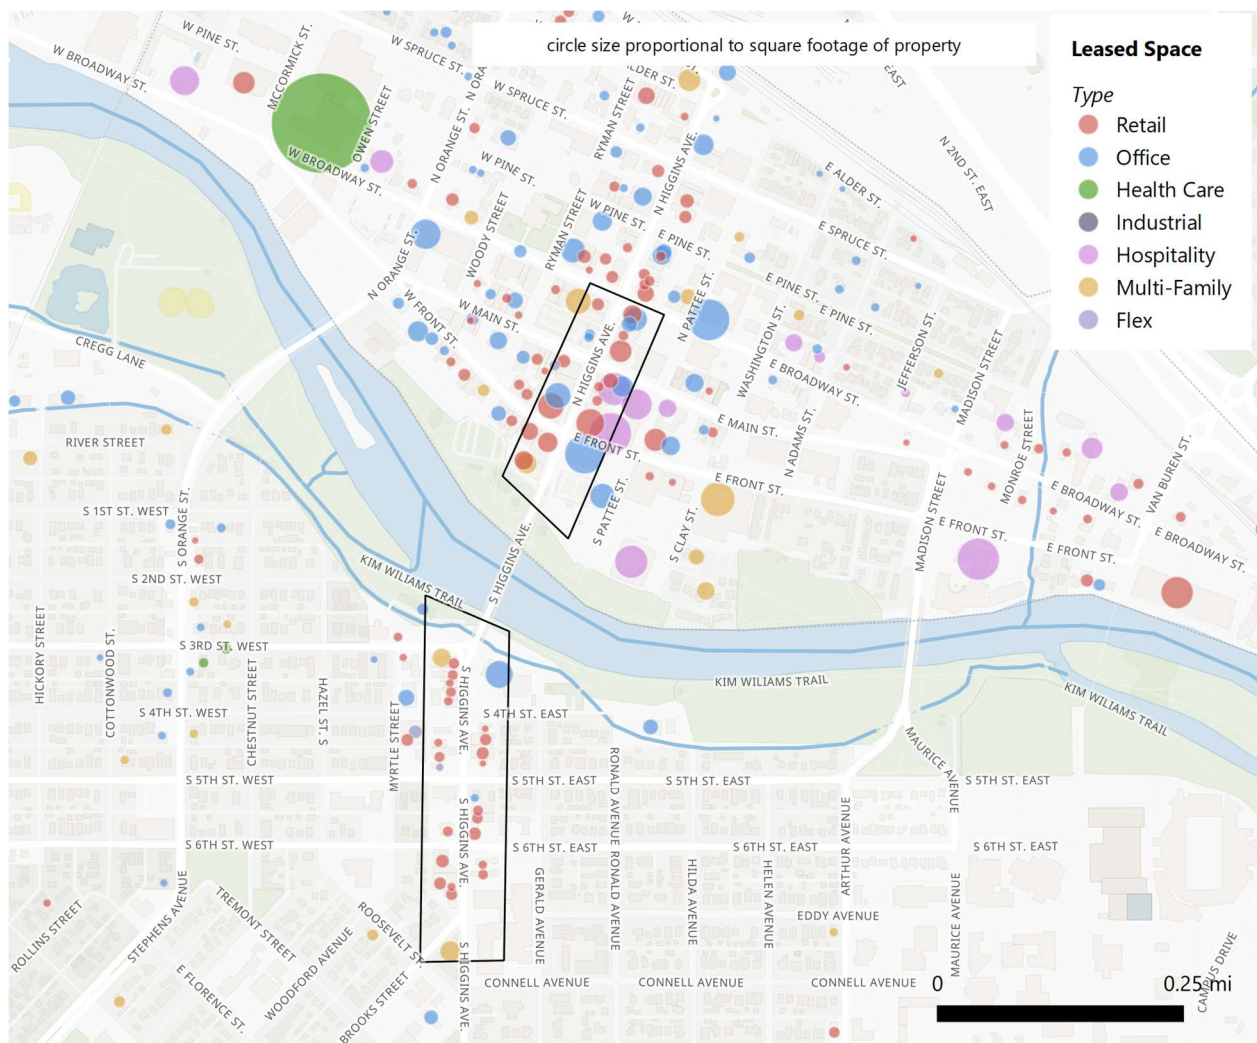 circle size proportional to square footage of property
Leased Space
Type
Retail
Office
Health Care
Industrial
Hospitality
Multi-Family
Flex
W PINE ST.
MCCORMICK ST.
W BROADWAY ST.
W SPRUCE ST.
N ORA
W SPRUCE ST.
LDER ST.
EAST
RYMAN STREET
OWEN STREET
N ORANGE ST.
W BROADWAY ST.
W PINE ST.
N HIGGINS AVE.
N 2ND ST. EAST
E ALDER ST.
WOODY STREET
RYMAN STREET
W PINE ST.
E PINE ST.
E SPRUCE ST.
N ORANGE ST.
E PINE ST.
N PATTEE ST.
E PINE ST.
W FRONT ST.
W MAIN ST.
N HIGGINS AVE.
WASHINGTON ST.
JEFFERSON ST.
MADISON STREET
CREGG LANE
E BROADWAY ST.
RIVER STREET
E MAIN ST.
N ADAMS ST.
MONROE STREET
VAN BUREN ST.
E FRONT ST.
E FRONT ST.
E BROADWAY ST.
E BROADWAY ST.
S ORANGE ST.
S 1ST ST. WEST
S PATTEE ST.
S CLAY ST.
MADISON STREET
E FRONT ST.
E FRONT ST.
S HIGGINS AVE.
S 2ND ST. WEST
KIM WILIAMS TRAIL
HICKORY STREET
COTTONWOOD ST.
S 3RD ST. WEST
CHESTNUT STREET
HAZEL ST. S
S HIGGINS AVE.
KIM WILIAMS TRAIL
KIM WILIAMS TRAIL
S 4TH ST. WEST
MYRTLE STREET
S 4TH ST. EAST
MAURICE AVENUE
S 5TH ST. WEST
S 5TH ST. EAST
RONALD AVENUE
S 5TH ST. EAST
S 5TH ST. EAST
S HIGGINS AVE.
ARTHUR AVENUE
S 6TH ST. WEST
S 6TH ST. EAST
RONALD AVENUE
S 6TH ST. EAST
S 6TH ST. EAST
GERALD AVENUE
HILDA AVENUE
HELEN AVENUE
MAURICE AVENUE
ROLLINS STREET
STEPHENS AVENUE
TREMONT STREET
ROOSEVELT ST.
EDDY AVENUE
E FLORENCE ST.
WOODFORD AVENUE
BROOKS STREET
S HIGGINS AVE.
CONNELL AVENUE
CONNELL AVENUE
CONNELL AVENUE
CAMPUS DRIVE
0
0.25 mi